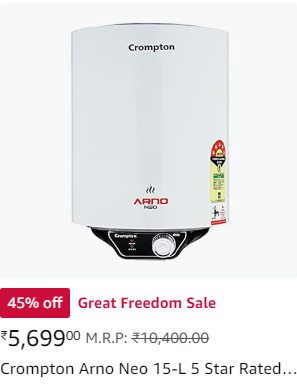 Crompton
ARNO
NEO
Crompton
45% off Great Freedom Sale
₹5,699⁰⁰ M.R.P: ₹10,400.00
Crompton Arno Neo 15-L 5 Star Rated…